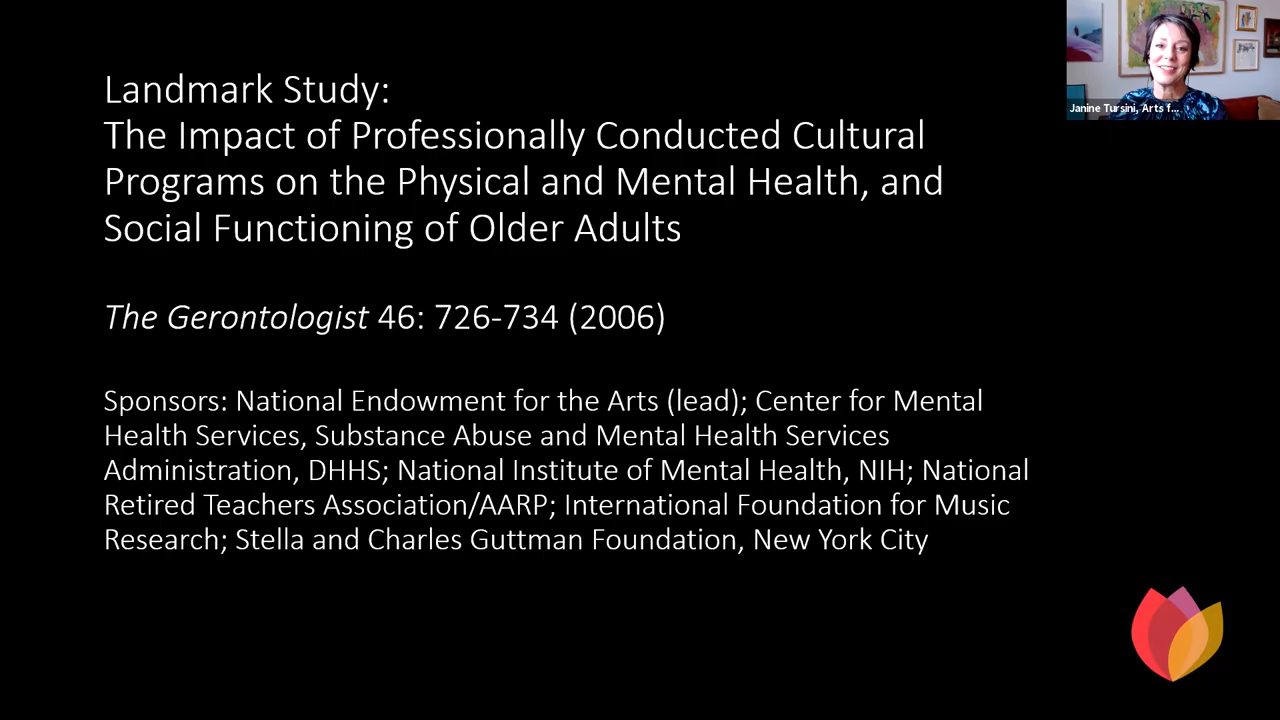 Landmark Study:
The Impact of Professionally Conducted Cultural
Programs on the Physical and Mental Health, and
Social Functioning of Older Adults
The Gerontologist 46: 726-734 (2006)
Sponsors: National Endowment for the Arts (lead); Center for Mental
Health Services, Substance Abuse and Mental Health Services
Administration, DHHS; National Institute of Mental Health, NIH; National
Retired Teachers Association/AARP; International Foundation for Music
Research; Stella and Charles Guttman Foundation, New York City
Janine Tursini, Arts f...